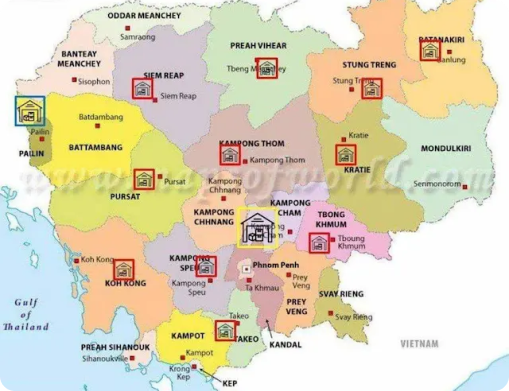 ODDAR MEANCHEY
Samraong
BANTEAY
MEANCHEY
Sisophon
SIEM REAP
Siem Reap
PREAH VIHEAR
Tbeng Meanchey
STUNG TRENG
Stung Treng
RATANAKIRI
Banlung
Pailin
PAILIN
Batdambang
BATTAMBANG
KAMPONG THOM
Kampong Thom
Kratie
KRATIE
MONDULKIRI
Senmonorom
www.mapsofworld.com
Pursat
PURSAT
Kampong
Chhnang
KAMPONG
CHHNANG
KAMPONG
CHAM
Kampong
Cham
TBONG
KHMUM
Tboung
Khmum
Koh Kong
KOH KONG
KAMPONG
SPEU
Kampong
Speu
Phnom Penh
Ta Khmau
Prey
Veng
PREY
VENG
SVAY RIENG
Svay Rieng
Gulf
of
Thailand
PREAH SIHANOUK
Sihanoukville
KAMPOT
Kampot
Krong
Kep
KEP
Takeo
TAKEO
KANDAL
VIETNAM